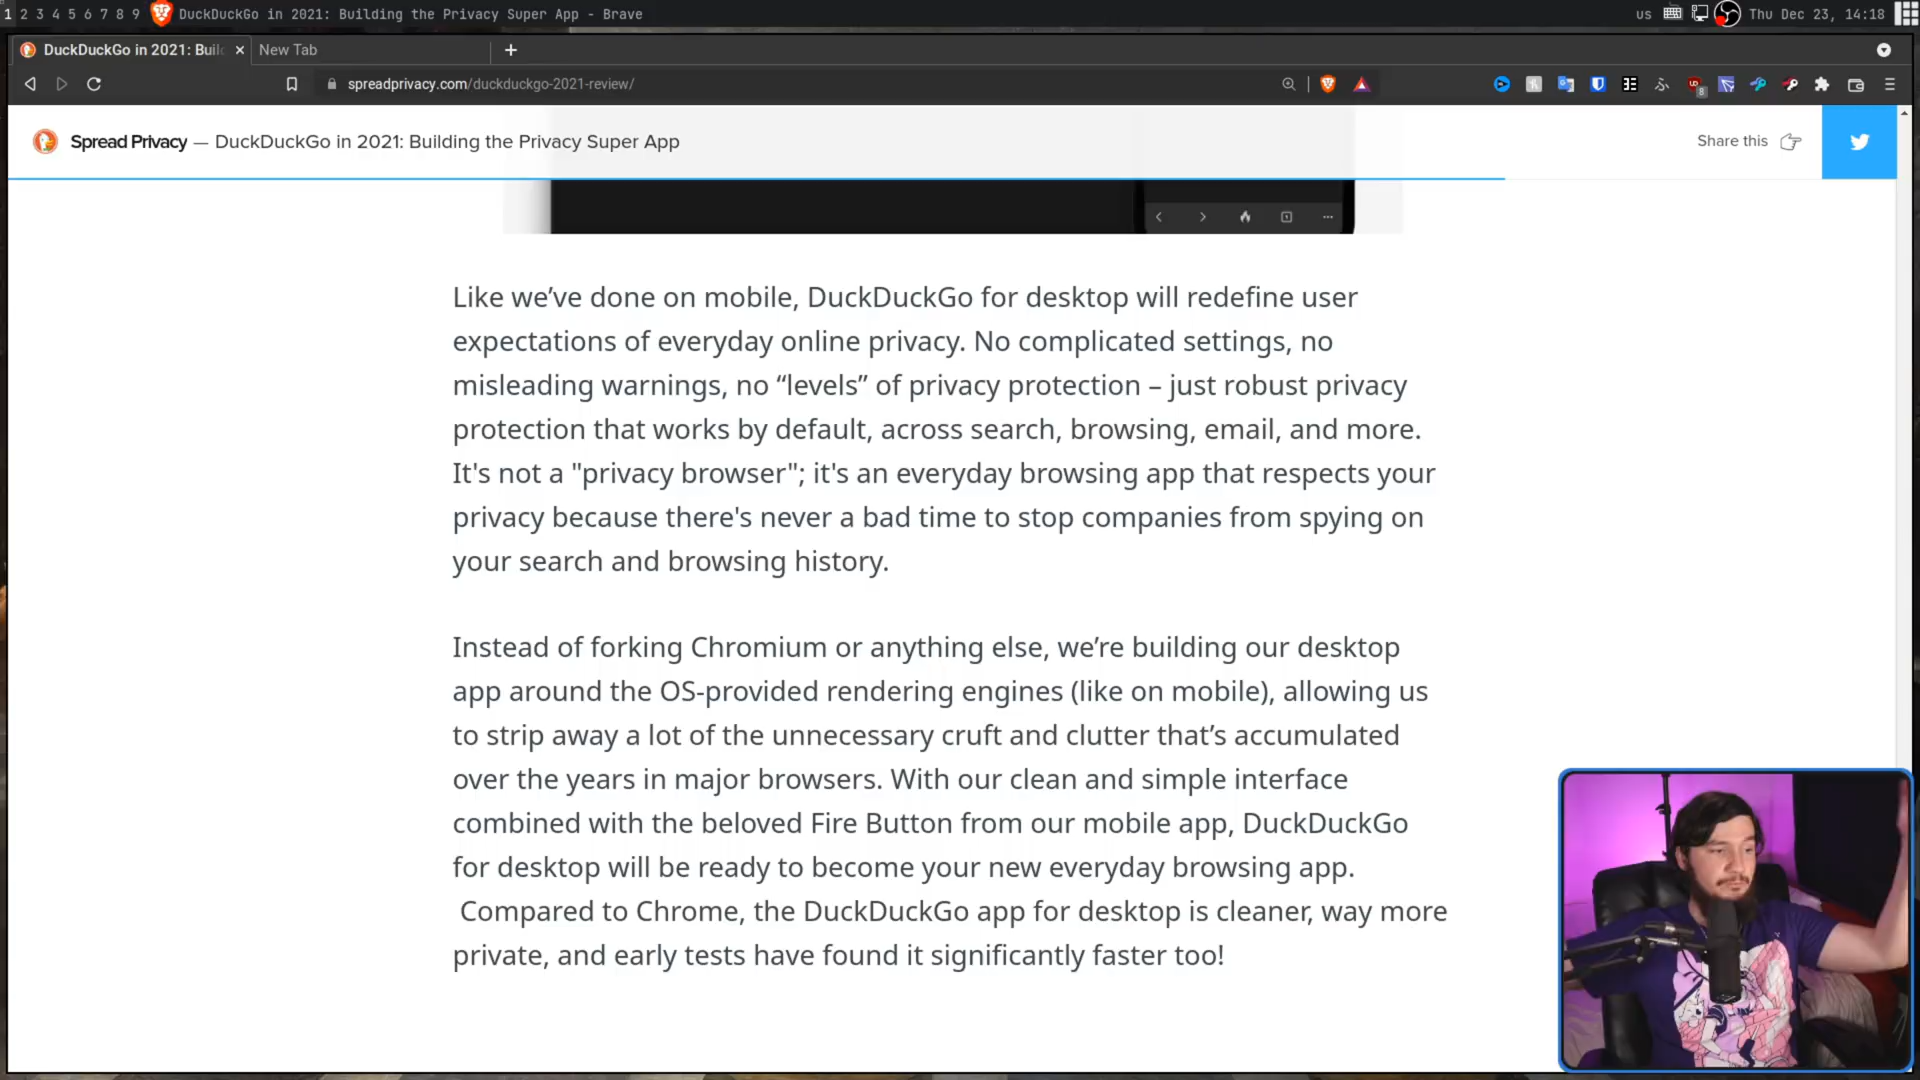 1 2 3 4 5 6 7 8 9 DuckDuckGo in 2021: Building the Privacy Super App - Brave
us Thu Dec 23, 14:18
DuckDuckGo in 2021: Buil
New Tab
spreadprivacy.com/duckduckgo-2021-review/
8
Spread Privacy — DuckDuckGo in 2021: Building the Privacy Super App
Share this
Like we’ve done on mobile, DuckDuckGo for desktop will redefine user
expectations of everyday online privacy. No complicated settings, no
misleading warnings, no “levels” of privacy protection – just robust privacy
protection that works by default, across search, browsing, email, and more.
It's not a "privacy browser"; it's an everyday browsing app that respects your
privacy because there's never a bad time to stop companies from spying on
your search and browsing history.
Instead of forking Chromium or anything else, we’re building our desktop
app around the OS-provided rendering engines (like on mobile), allowing us
to strip away a lot of the unnecessary cruft and clutter that’s accumulated
over the years in major browsers. With our clean and simple interface
combined with the beloved Fire Button from our mobile app, DuckDuckGo
for desktop will be ready to become your new everyday browsing app.
Compared to Chrome, the DuckDuckGo app for desktop is cleaner, way more
private, and early tests have found it significantly faster too!